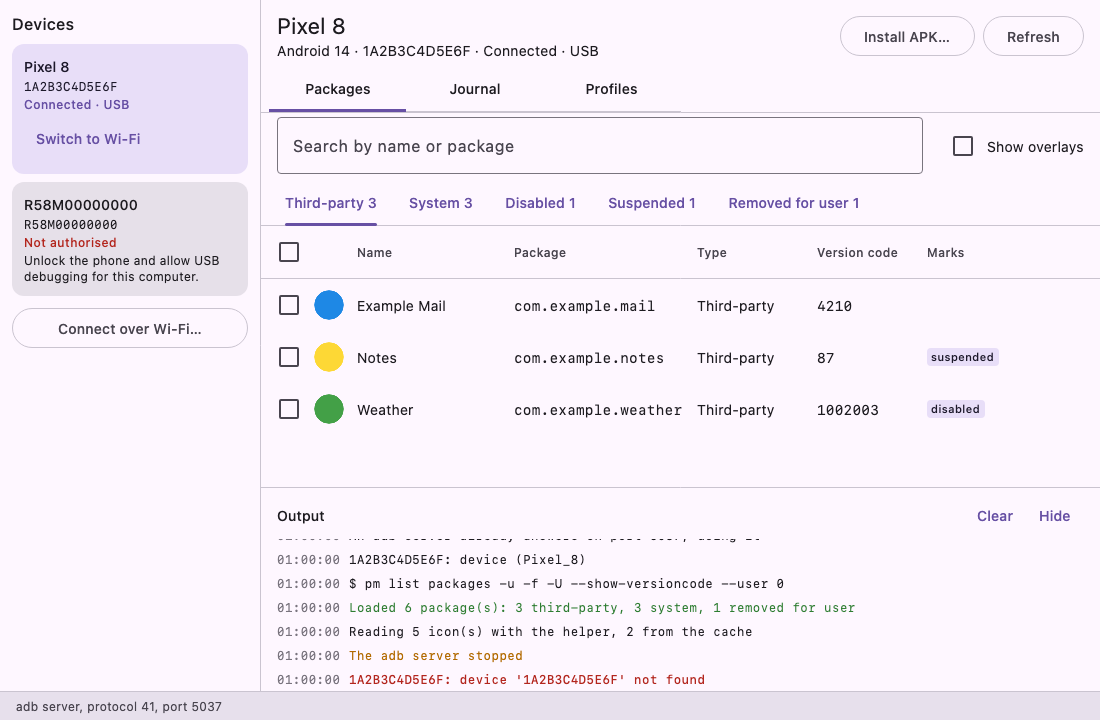 Devices
Pixel 8
1A2B3C4D5E6F
Connected · USB
Switch to Wi-Fi
R58M00000000
R58M00000000
Not authorised
Unlock the phone and allow USB
debugging for this computer.
Connect over Wi-Fi...
Pixel 8
Android 14 · 1A2B3C4D5E6F · Connected · USB
Install APK...
Refresh
Packages Journal Profiles
Search by name or package
Show overlays
Third-party 3 System 3 Disabled 1 Suspended 1 Removed for user 1
Name Package Type Version code Marks
Example Mail com.example.mail Third-party 4210
Notes com.example.notes Third-party 87 suspended
Weather com.example.weather Third-party 1002003 disabled
Output Clear Hide
01:00:00 1A2B3C4D5E6F: device (Pixel_8)
01:00:00 $ pm list packages -u -f -U --show-versioncode --user 0
01:00:00 Loaded 6 package(s): 3 third-party, 3 system, 1 removed for user
01:00:00 Reading 5 icon(s) with the helper, 2 from the cache
01:00:00 The adb server stopped
01:00:00 1A2B3C4D5E6F: device '1A2B3C4D5E6F' not found
adb server, protocol 41, port 5037